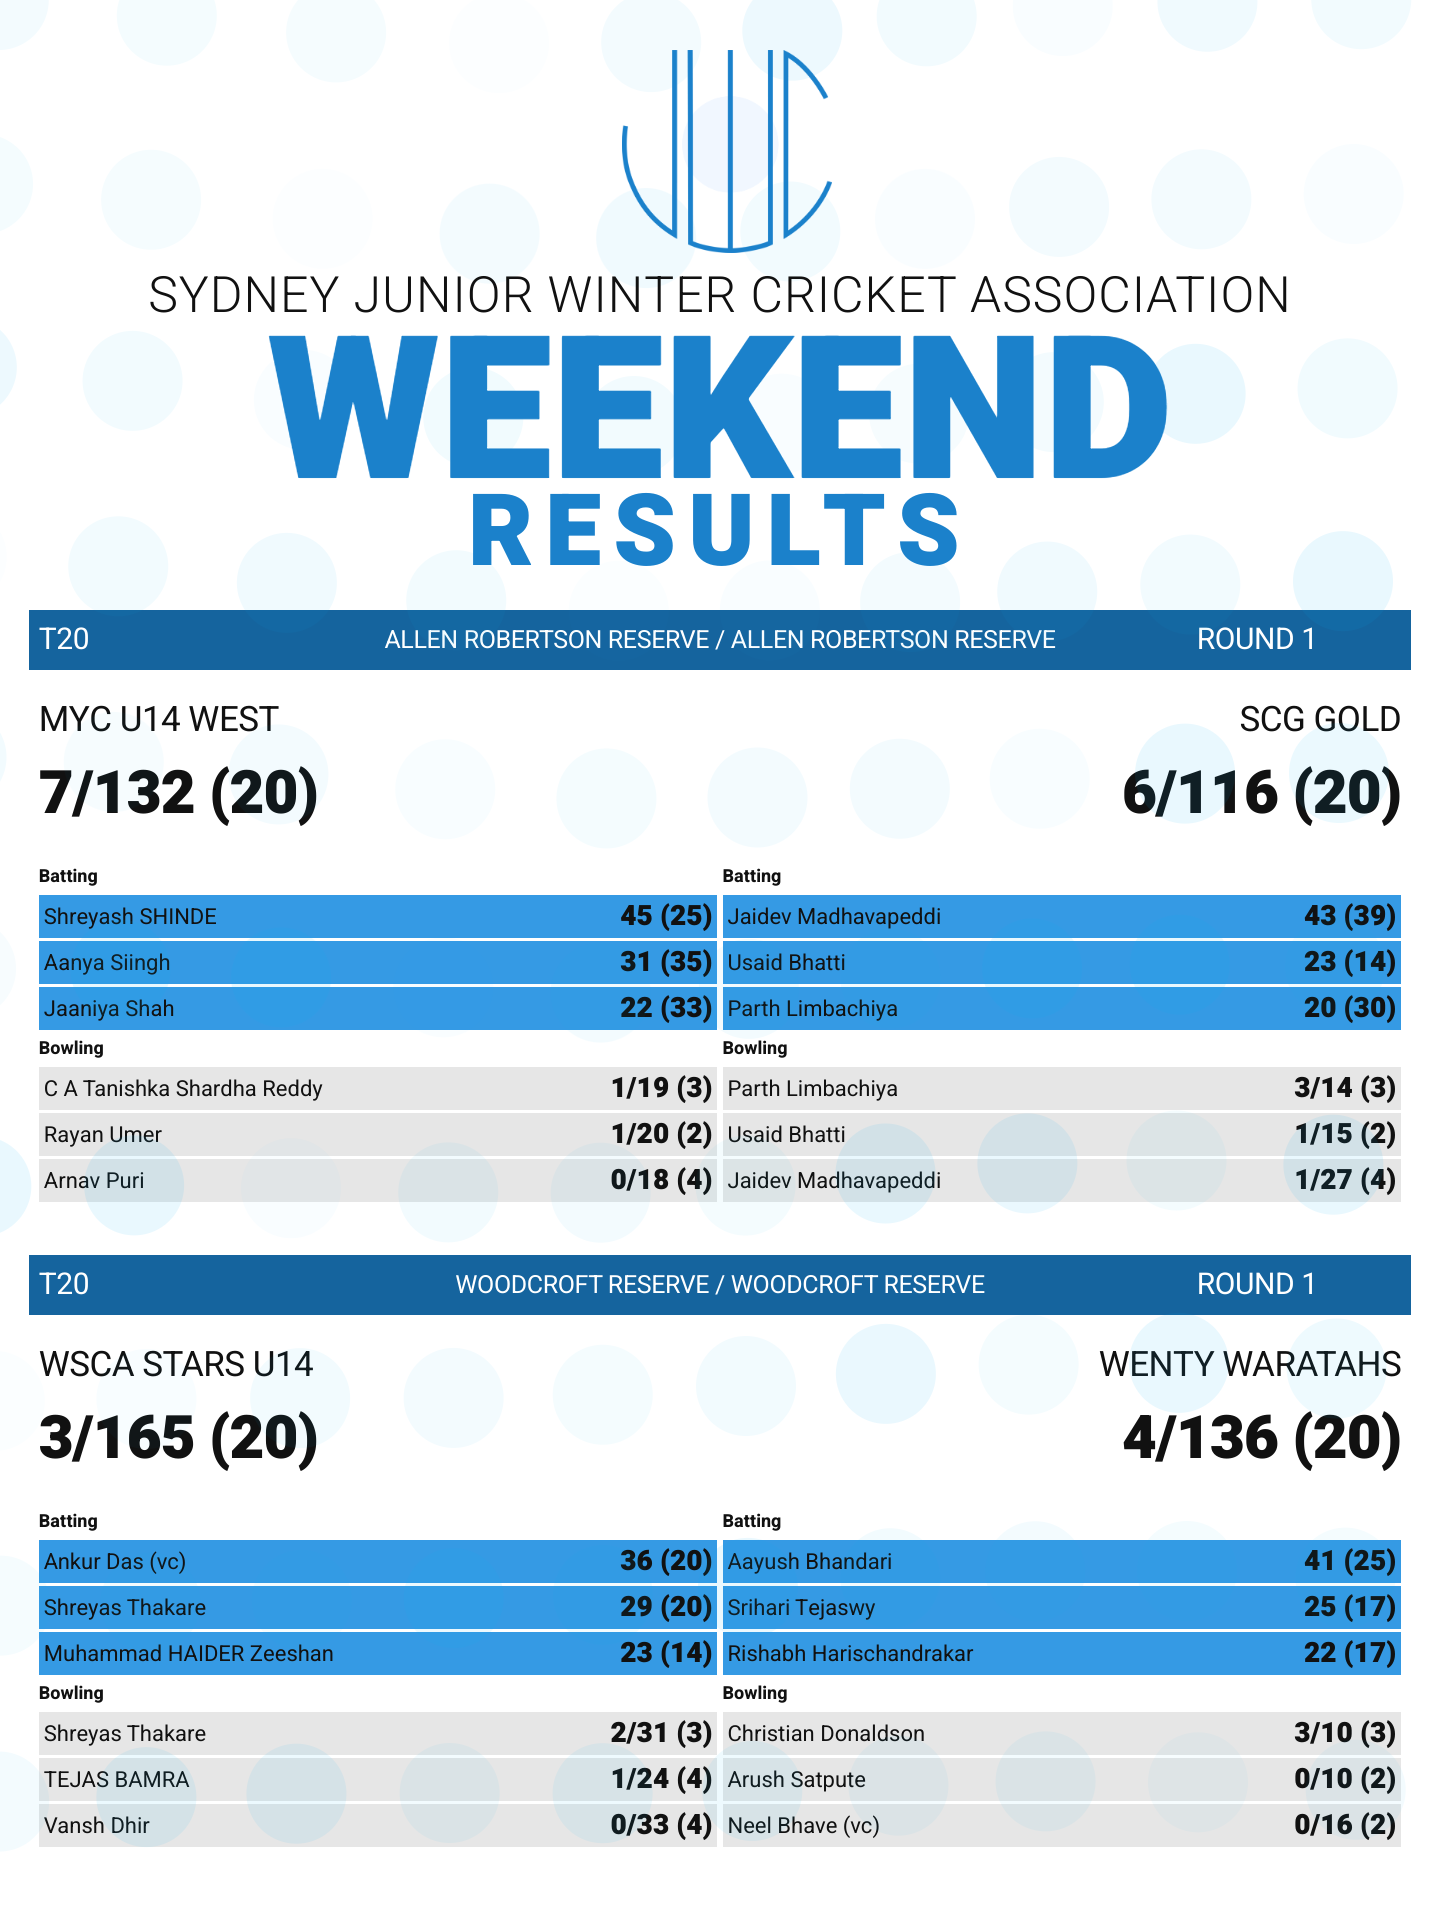 JWC
SYDNEY JUNIOR WINTER CRICKET ASSOCIATION
WEEKEND
RESULTS
T20 ALLEN ROBERTSON RESERVE / ALLEN ROBERTSON RESERVE ROUND 1
MYC U14 WEST SCG GOLD
7/132 (20) 6/116 (20)
Batting Batting
Shreyash SHINDE 45 (25) Jaidev Madhavapeddi 43 (39)
Aanya Siingh 31 (35) Usaid Bhatti 23 (14)
Jaaniya Shah 22 (33) Parth Limbachiya 20 (30)
Bowling Bowling
C A Tanishka Shardha Reddy 1/19 (3) Parth Limbachiya 3/14 (3)
Rayan Umer 1/20 (2) Usaid Bhatti 1/15 (2)
Arnav Puri 0/18 (4) Jaidev Madhavapeddi 1/27 (4)
T20 WOODCROFT RESERVE / WOODCROFT RESERVE ROUND 1
WSCA STARS U14 WENTY WARATAHS
3/165 (20) 4/136 (20)
Batting Batting
Ankur Das (vc) 36 (20) Aayush Bhandari 41 (25)
Shreyas Thakare 29 (20) Srihari Tejaswy 25 (17)
Muhammad HAIDER Zeeshan 23 (14) Rishabh Harischandrakar 22 (17)
Bowling Bowling
Shreyas Thakare 2/31 (3) Christian Donaldson 3/10 (3)
TEJAS BAMRA 1/24 (4) Arush Satpute 0/10 (2)
Vansh Dhir 0/33 (4) Neel Bhave (vc) 0/16 (2)